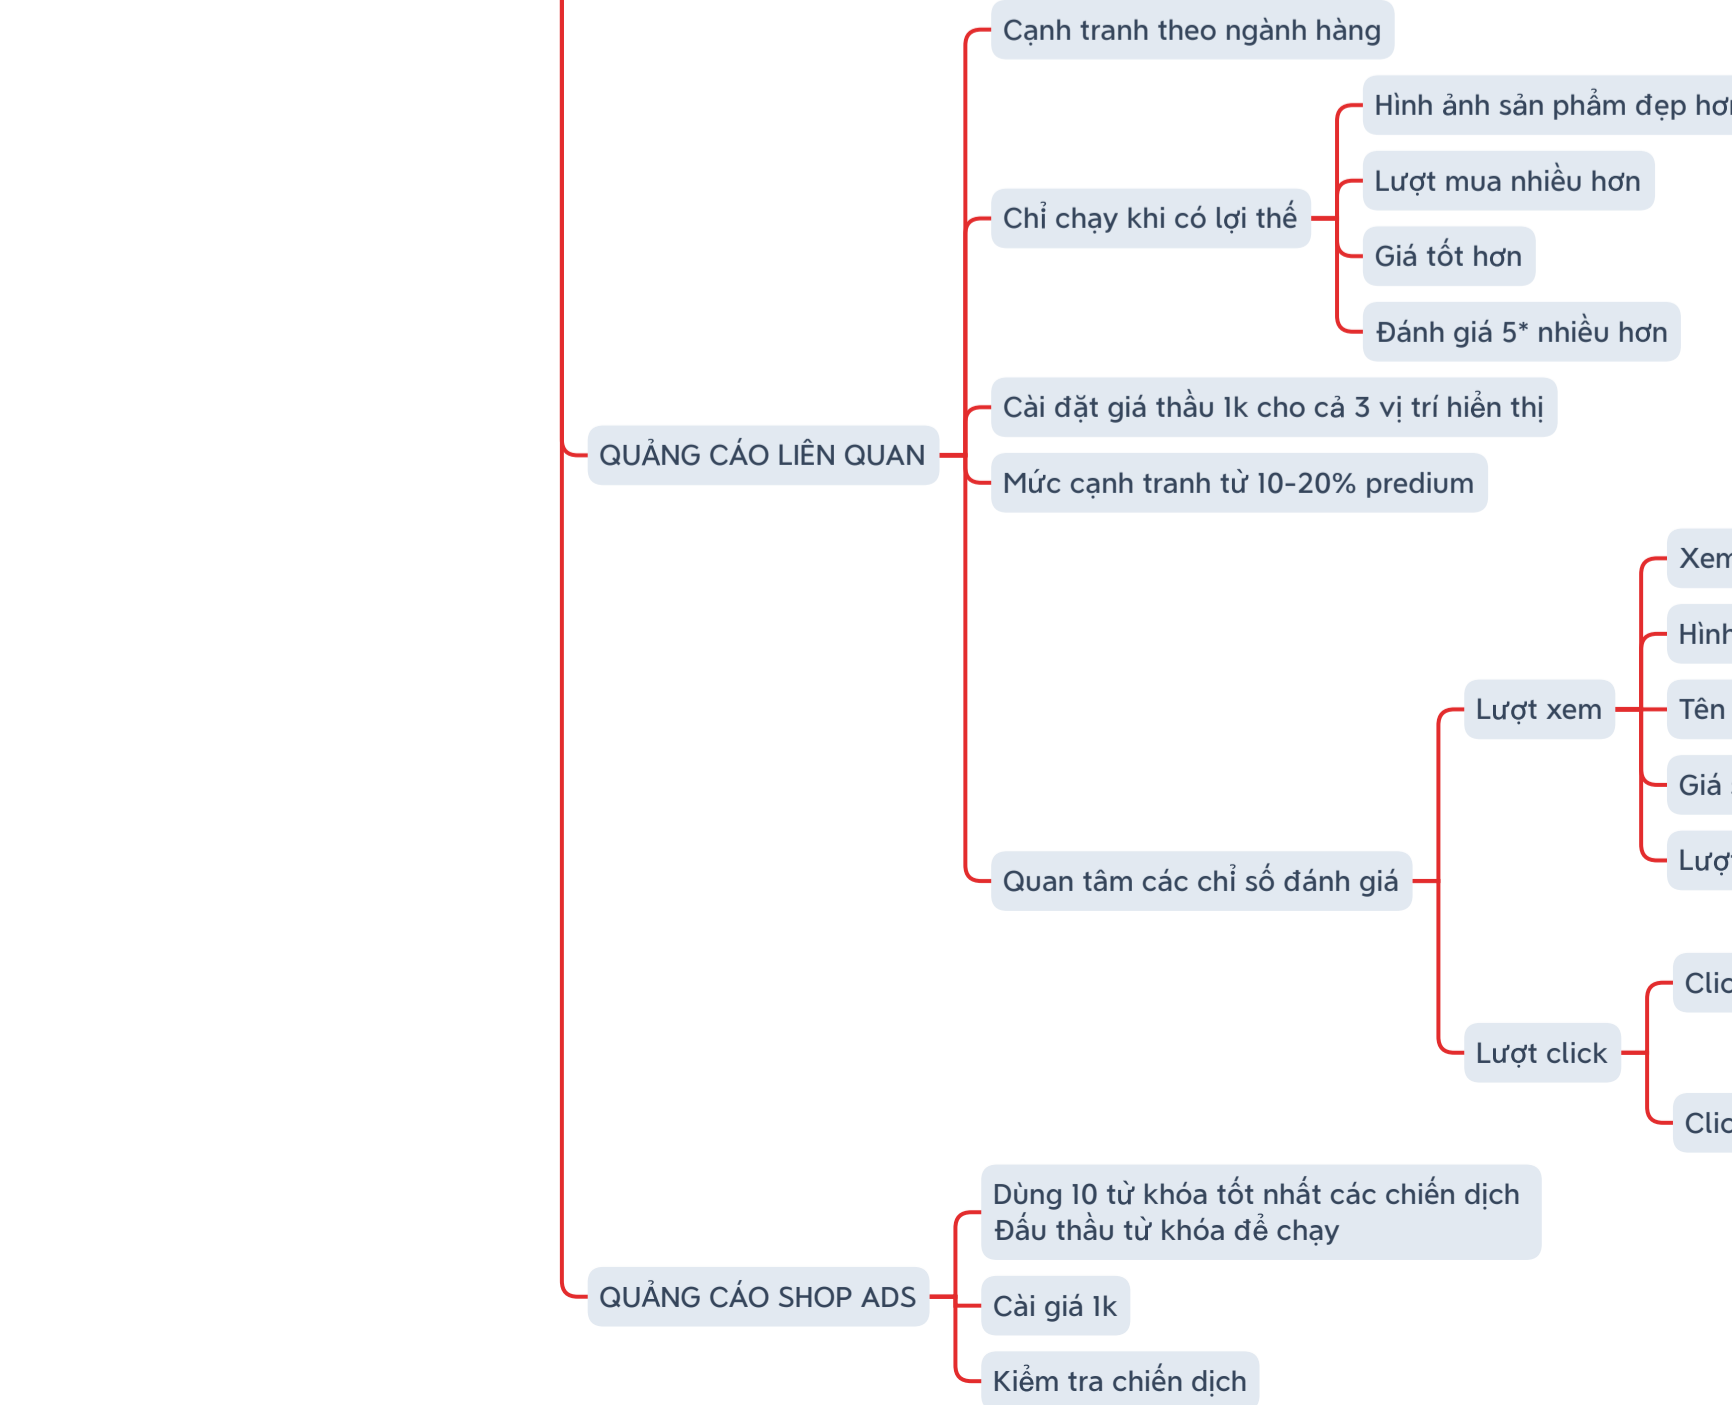 Cạnh tranh theo ngành hàng
Hình ảnh sản phẩm đẹp
Chỉ chạy khi có lợi thế
Lượt mua nhiều hơn
Giá tốt hơn
Đánh giá 5* nhiều hơn
QUẢNG CÁO LIÊN QUAN
Cài đặt giá thầu 1k cho cả 3 vị trí hiển thị
Mức cạnh tranh từ 10-20% predium
Quan tâm các chỉ số đánh giá
Lượt xem
Tên
Giá
Lượt click
QUẢNG CÁO SHOP ADS
Dùng 10 từ khóa tốt nhất các chiến dịch
Đấu thầu từ khóa để chạy
Cài giá 1k
Kiểm tra chiến dịch